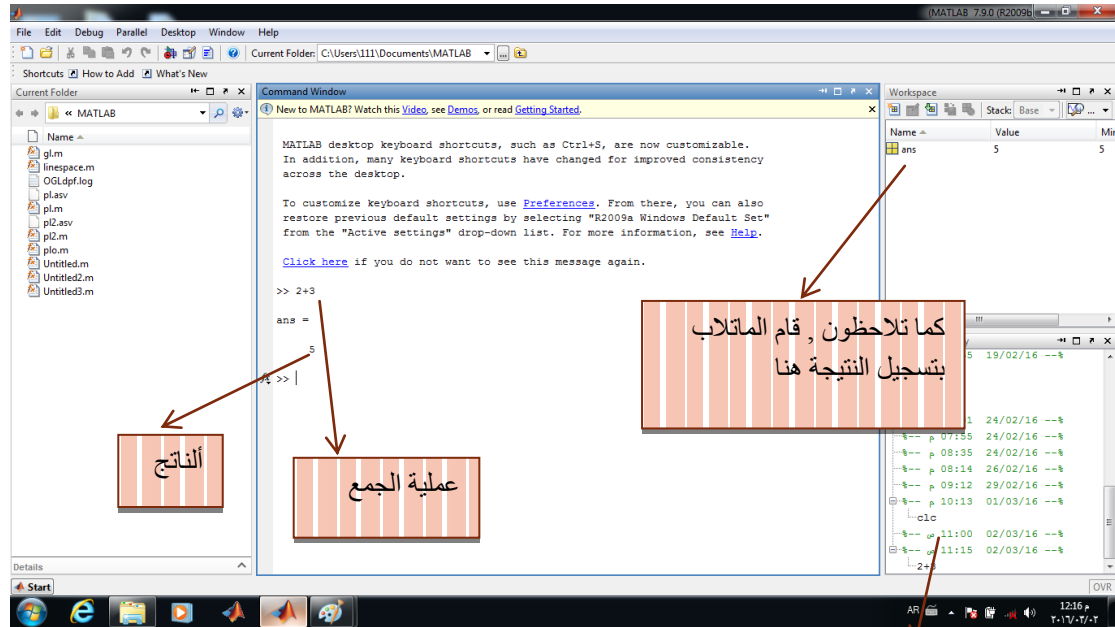 (MATLAB 7.9.0 (R2009b
File Edit Debug Parallel Desktop Window Help
Current Folder: C:\Users\111\Documents\MATLAB
Shortcuts How to Add What's New
Current Folder
« MATLAB
Name
gl.m
linespace.m
OGLdpf.log
pl.asv
pl.m
pl2.asv
pl2.m
plo.m
Untitled.m
Untitled2.m
Untitled3.m
Details
Command Window
New to MATLAB? Watch this Video, see Demos, or read Getting Started.
MATLAB desktop keyboard shortcuts, such as Ctrl+S, are now customizable.
In addition, many keyboard shortcuts have changed for improved consistency
across the desktop.
To customize keyboard shortcuts, use Preferences. From there, you can also
restore previous default settings by selecting "R2009a Windows Default Set"
from the "Active settings" drop-down list. For more information, see Help.
Click here if you do not want to see this message again.
>> 2+3
ans =
5
fx >>
ألناتج
عملية الجمع
كما تلاحظون , قام الماتلاب
بتسجيل النتيجة هنا
Workspace
Stack: Base
Name Value Min
ans 5 5
5 19/02/16 --%
1 24/02/16 --%
%-- م 07:55 24/02/16 --%
%-- م 08:35 24/02/16 --%
%-- م 08:14 26/02/16 --%
%-- م 09:12 29/02/16 --%
%-- م 10:13 01/03/16 --%
clc
%-- ص 11:00 02/03/16 --%
%-- ص 11:15 02/03/16 --%
2+3
Start
OVR
AR
12:16 م
٢٠١٦/٠٣/٠٢